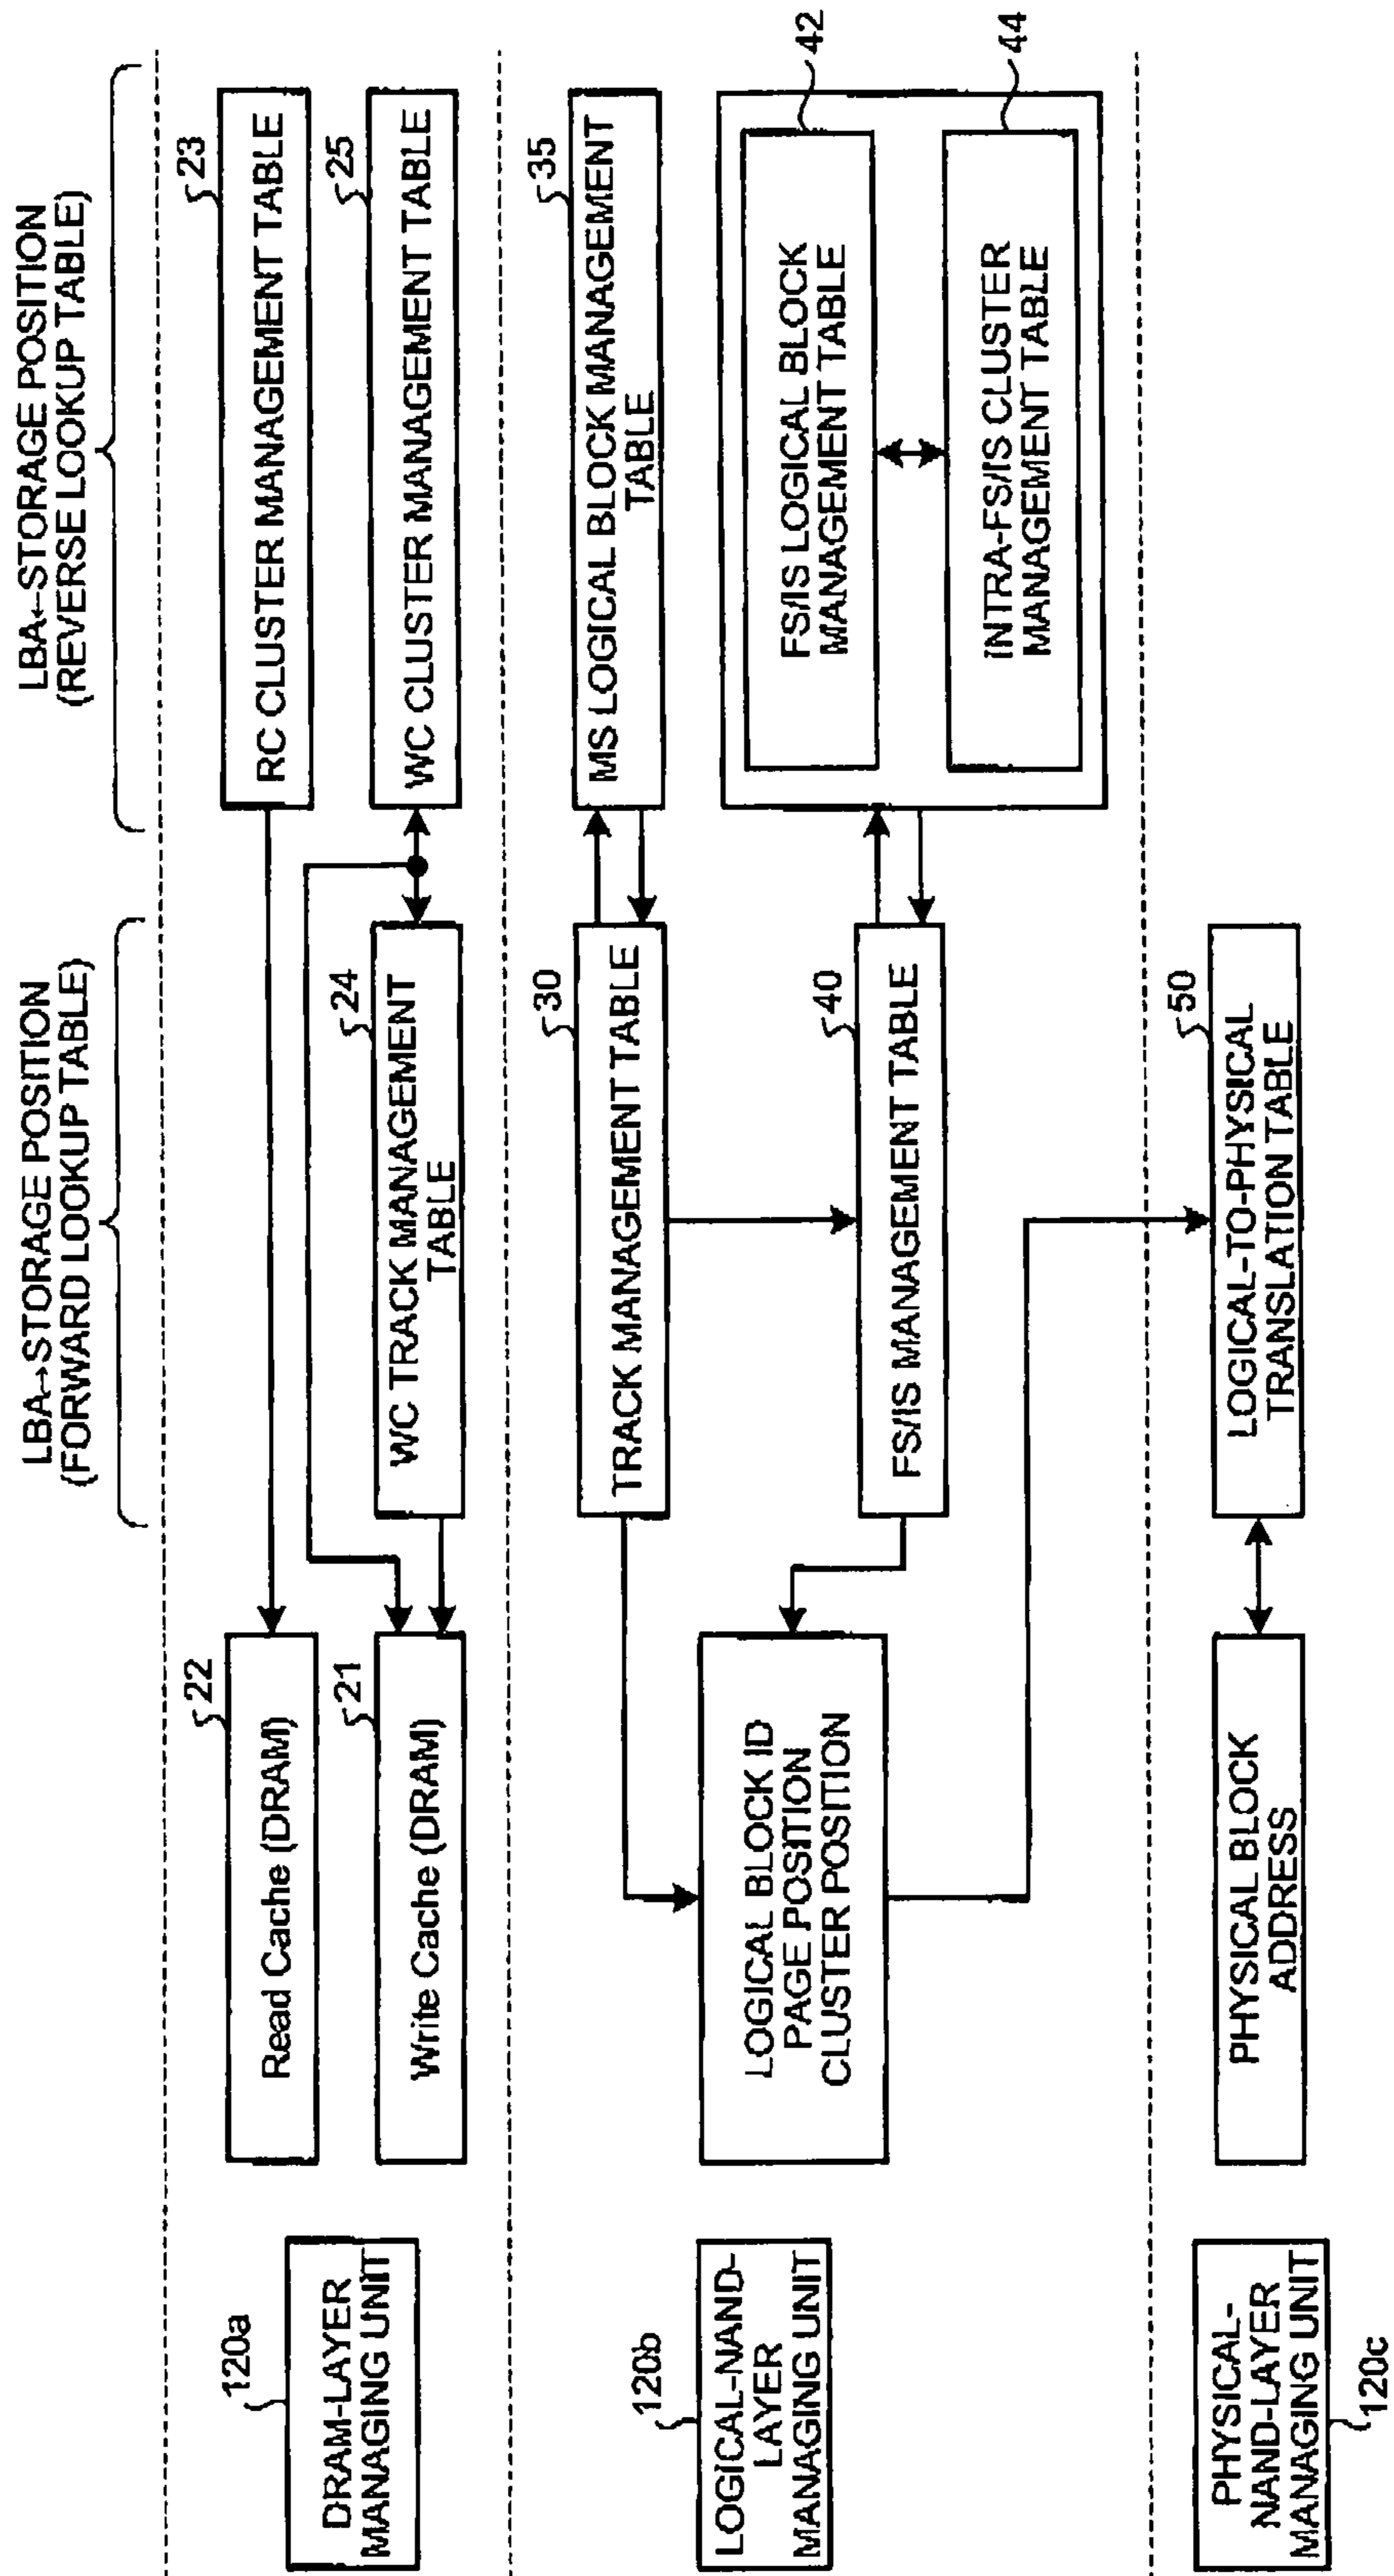 LBA→STORAGE POSITION
(FORWARD LOOKUP TABLE)
LBA←STORAGE POSITION
(REVERSE LOOKUP TABLE)
120a
DRAM-LAYER
MANAGING UNIT
22
Read Cache (DRAM)
23
RC CLUSTER MANAGEMENT TABLE
21
Write Cache (DRAM)
24
WC TRACK MANAGEMENT
TABLE
25
WC CLUSTER MANAGEMENT TABLE
120b
LOGICAL-NAND-
LAYER
MANAGING UNIT
LOGICAL BLOCK ID
PAGE POSITION
CLUSTER POSITION
30
TRACK MANAGEMENT TABLE
35
MS LOGICAL BLOCK MANAGEMENT
TABLE
40
FS/IS MANAGEMENT TABLE
42
FS/IS LOGICAL BLOCK
MANAGEMENT TABLE
44
INTRA-FS/IS CLUSTER
MANAGEMENT TABLE
PHYSICAL-
NAND-LAYER
MANAGING UNIT
120c
PHYSICAL BLOCK
ADDRESS
50
LOGICAL-TO-PHYSICAL
TRANSLATION TABLE